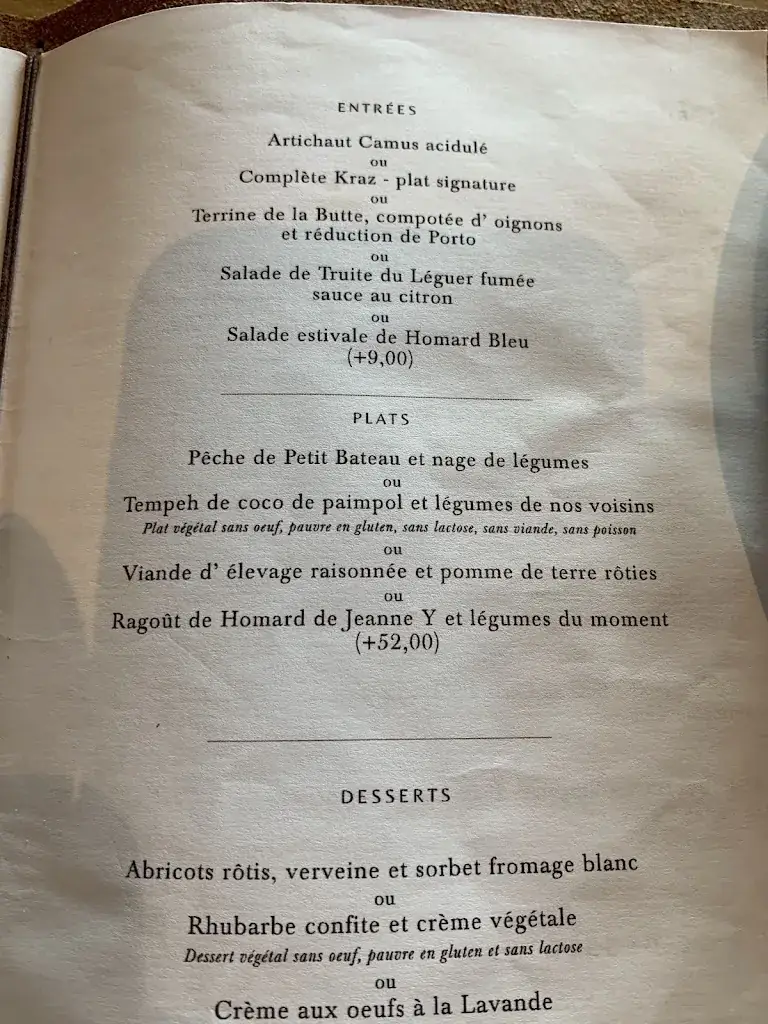 ENTRÉES
Artichaut Camus acidulé
ou
Complète Kraz - plat signature
ou
Terrine de la Butte, compotée d' oignons
et réduction de Porto
ou
Salade de Truite du Léguer fumée
sauce au citron
ou
Salade estivale de Homard Bleu
(+9,00)
PLATS
Pêche de Petit Bateau et nage de légumes
ou
Tempeh de coco de paimpol et légumes de nos voisins
Plat végétal sans oeuf, pauvre en gluten, sans lactose, sans viande, sans poisson
ou
Viande d' élevage raisonnée et pomme de terre rôties
ou
Ragoût de Homard de Jeanne Y et légumes du moment
(+52,00)
DESSERTS
Abricots rôtis, verveine et sorbet fromage blanc
ou
Rhubarbe confite et crème végétale
Dessert végétal sans oeuf, pauvre en gluten et sans lactose
ou
Crème aux oeufs à la Lavande